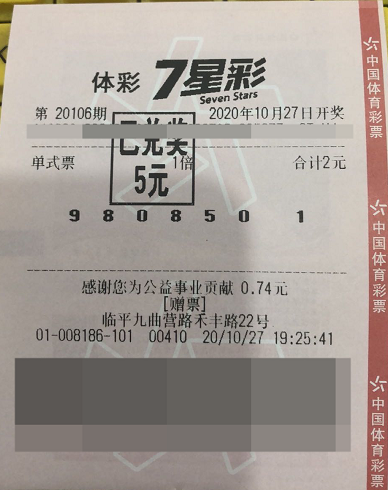 体彩 7星彩
Seven Stars
第 20106期 2020年10月27日开奖
已兑奖
5元
单式票 1倍 合计2元
9 8 0 8 5 0 1
感谢您为公益事业贡献 0.74元
[赠票]
临平九曲营路禾丰路22号
01-008186-101 00410 20/10/27 19:25:41
中国体育彩票
中国体育彩票
中国体育彩票